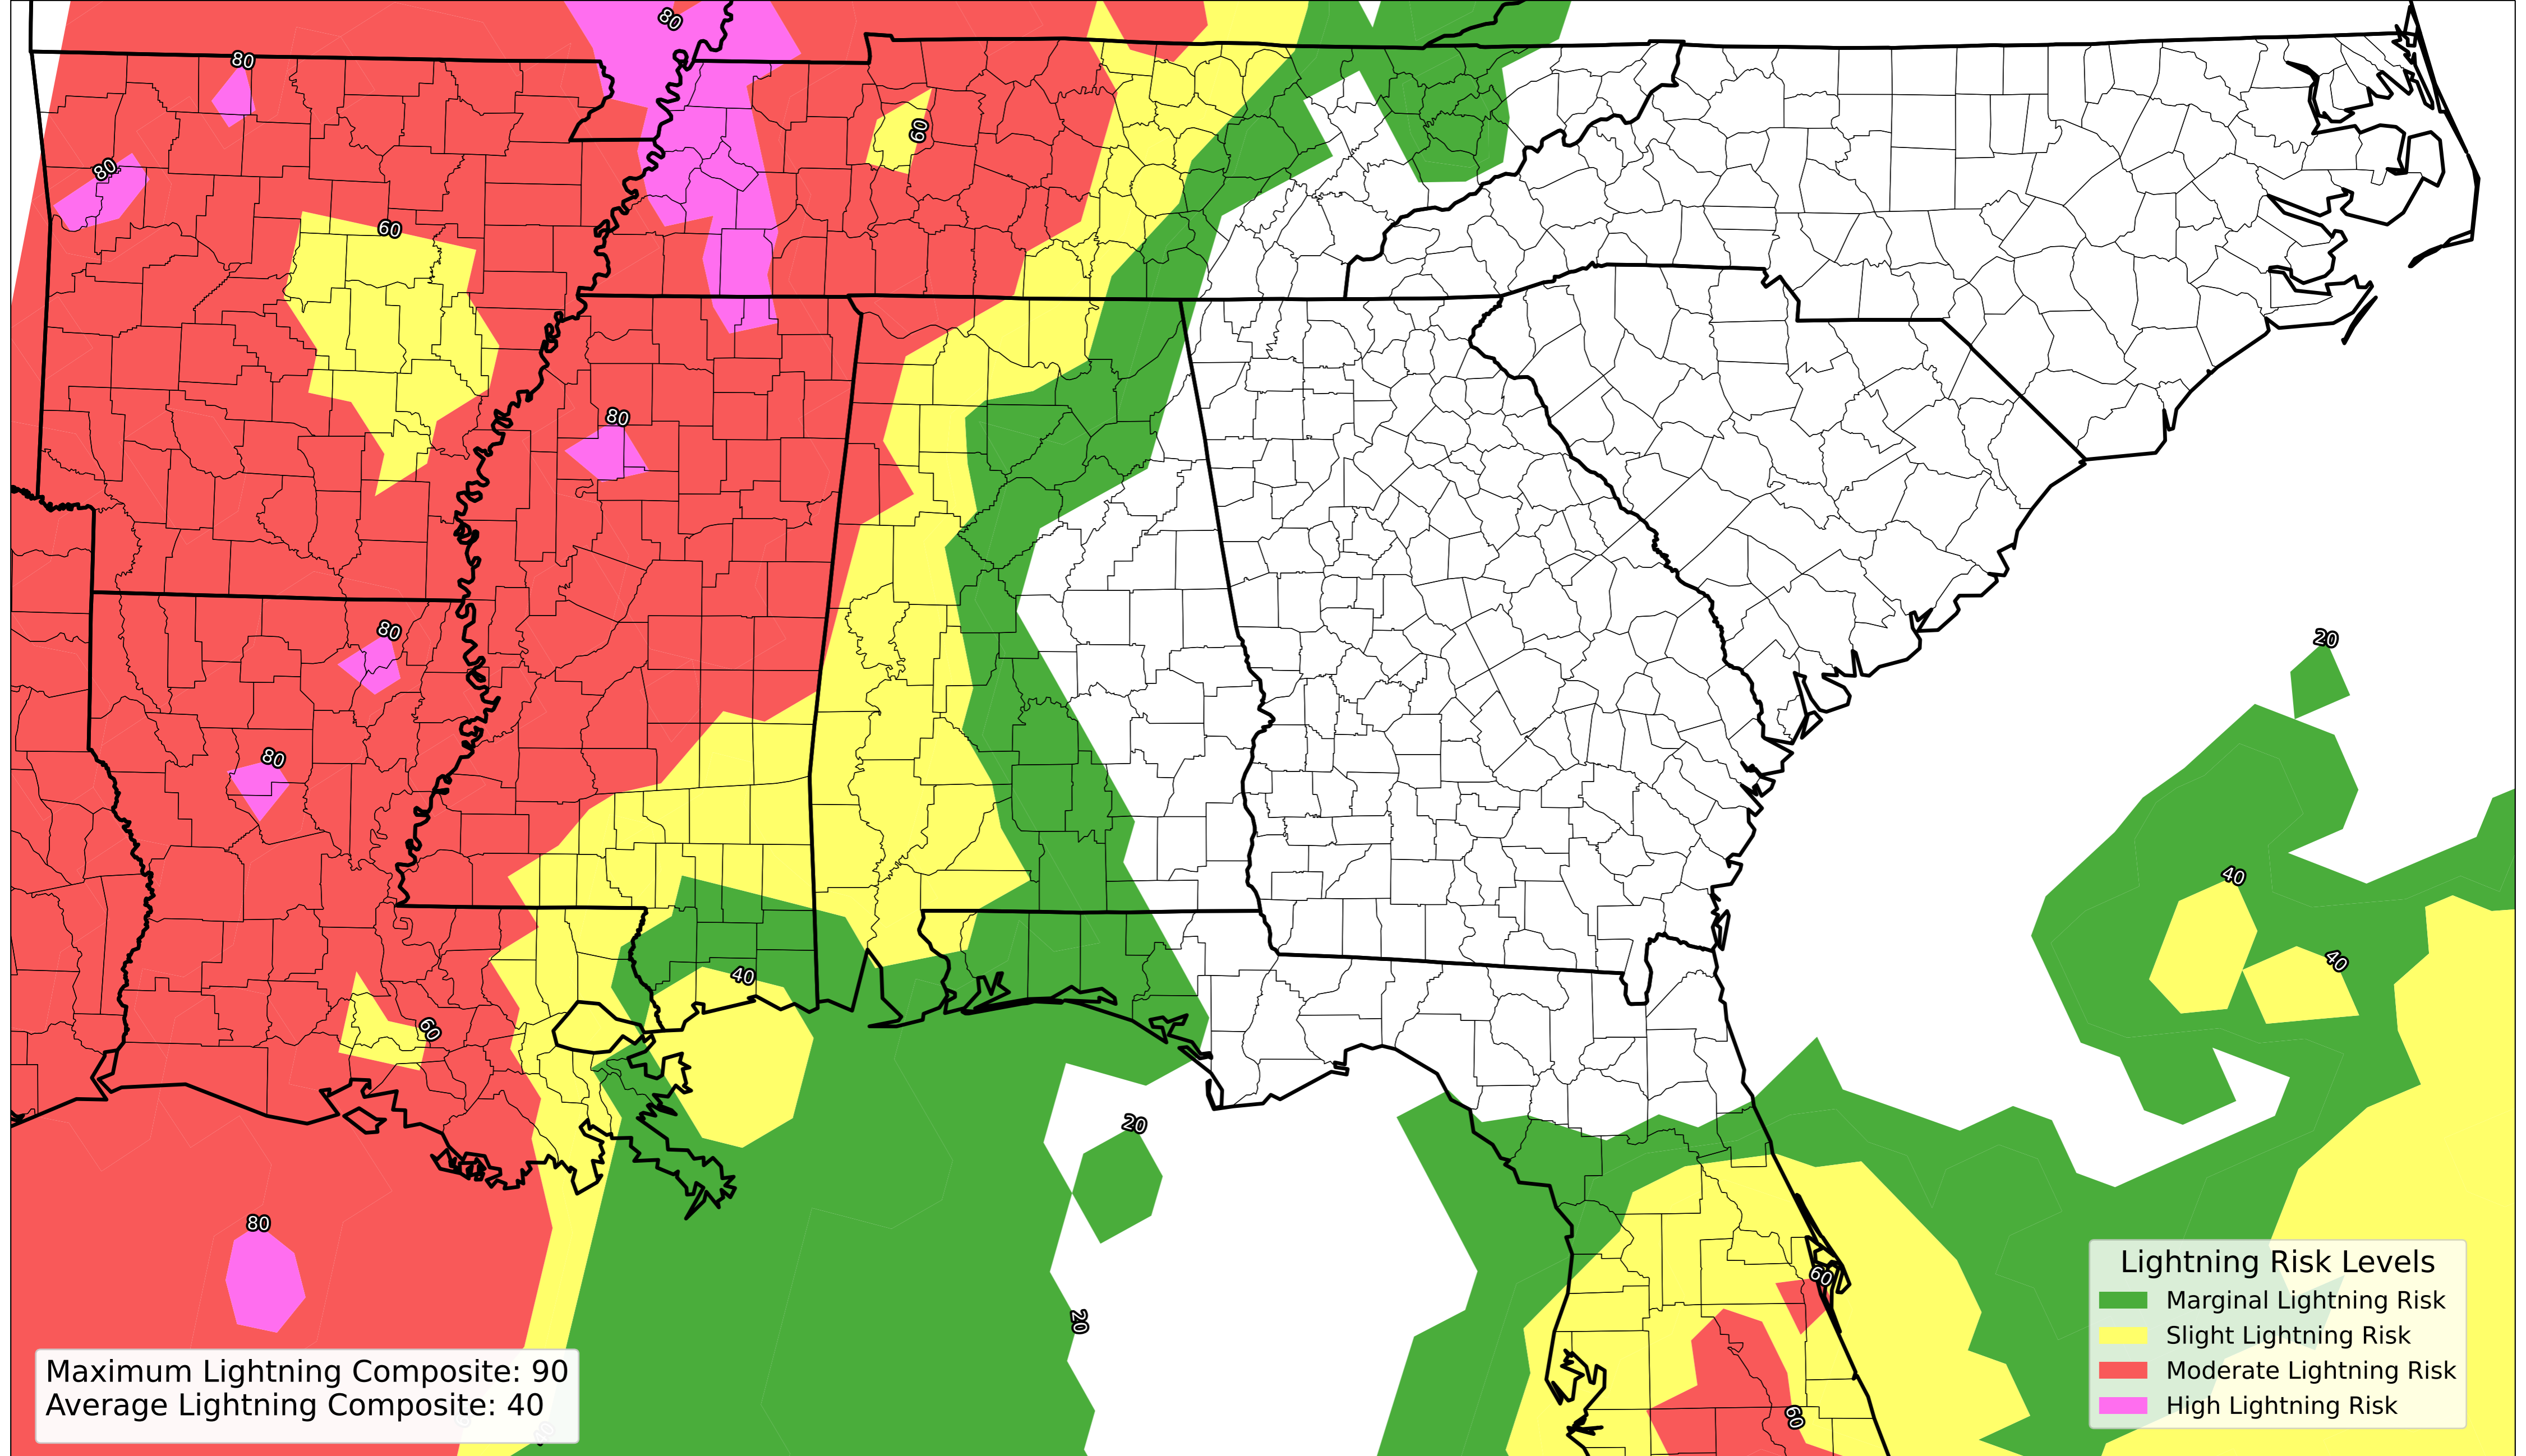 80
80
80
60
60
80
80
20
80
40
40
40
60
20
80
60
20
60
Lightning Risk Levels
Marginal Lightning Risk
Slight Lightning Risk
Moderate Lightning Risk
High Lightning Risk
Maximum Lightning Composite: 90
Average Lightning Composite: 40